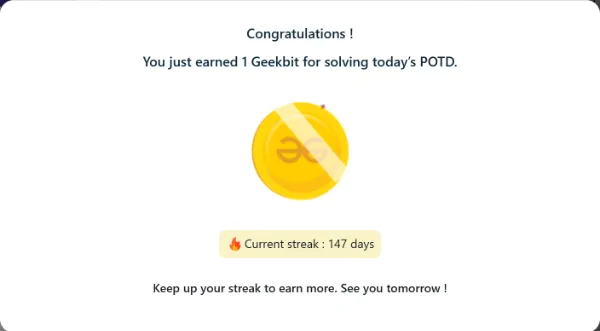 Congratulations !
You just earned 1 Geekbit for solving today’s POTD.
Current streak : 147 days
Keep up your streak to earn more. See you tomorrow !